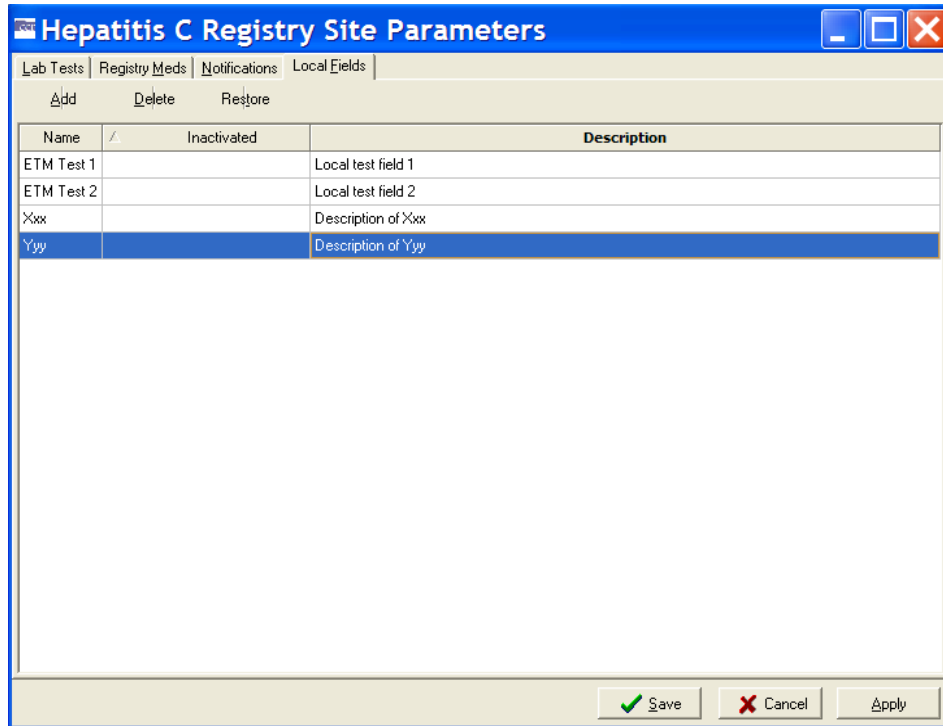 Hepatitis C Registry Site Parameters
Lab Tests Registry Meds Notifications Local Fields
Add Delete Restore
Name Inactivated Description
ETM Test 1 Local test field 1
ETM Test 2 Local test field 2
Xxx Description of Xxx
Yyy Description of Yyy
Save Cancel Apply